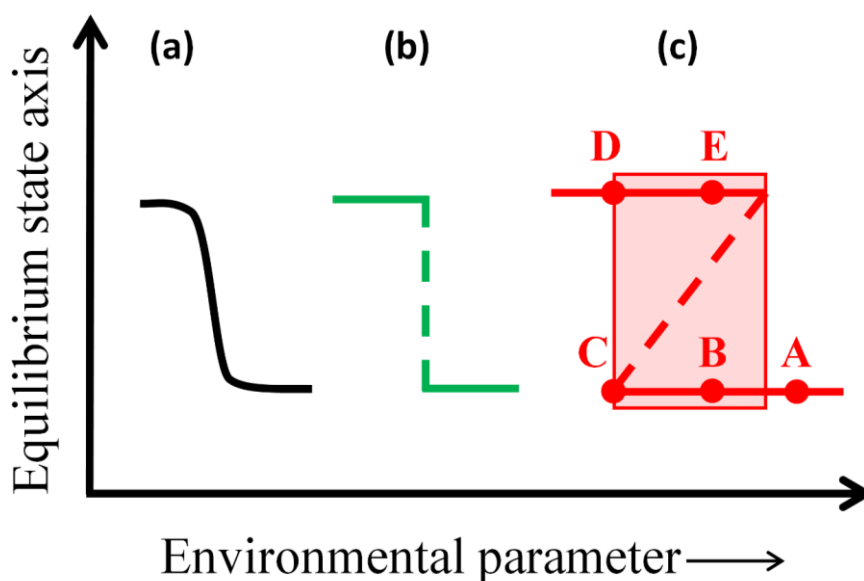 (a) (b) (c)
D E
C B A
Equilibrium state axis
Environmental parameter